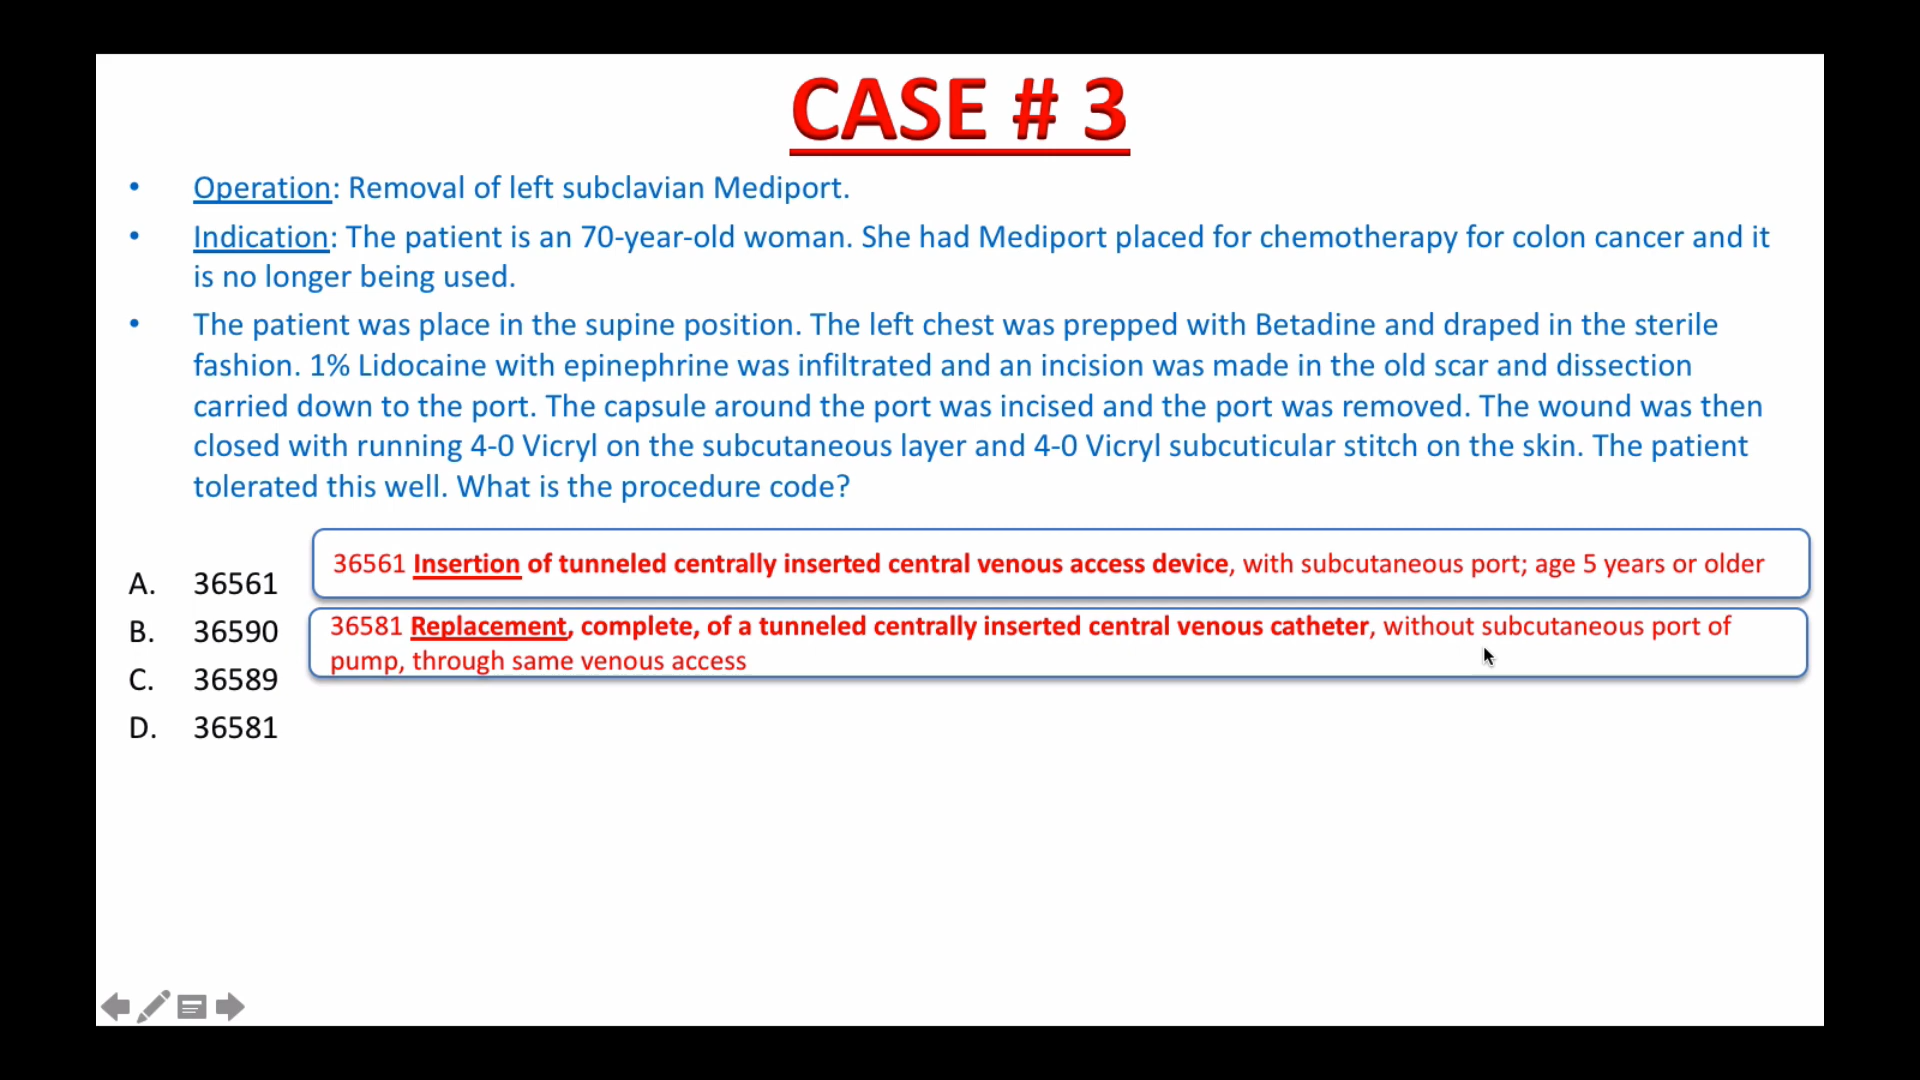 CASE # 3
• Operation: Removal of left subclavian Mediport.
• Indication: The patient is an 70-year-old woman. She had Mediport placed for chemotherapy for colon cancer and it
is no longer being used.
• The patient was place in the supine position. The left chest was prepped with Betadine and draped in the sterile
fashion. 1% Lidocaine with epinephrine was infiltrated and an incision was made in the old scar and dissection
carried down to the port. The capsule around the port was incised and the port was removed. The wound was then
closed with running 4-0 Vicryl on the subcutaneous layer and 4-0 Vicryl subcuticular stitch on the skin. The patient
tolerated this well. What is the procedure code?
36561 Insertion of tunneled centrally inserted central venous access device, with subcutaneous port; age 5 years or older
A. 36561
36581 Replacement, complete, of a tunneled centrally inserted central venous catheter, without subcutaneous port of
pump, through same venous access
B. 36590
C. 36589
D. 36581